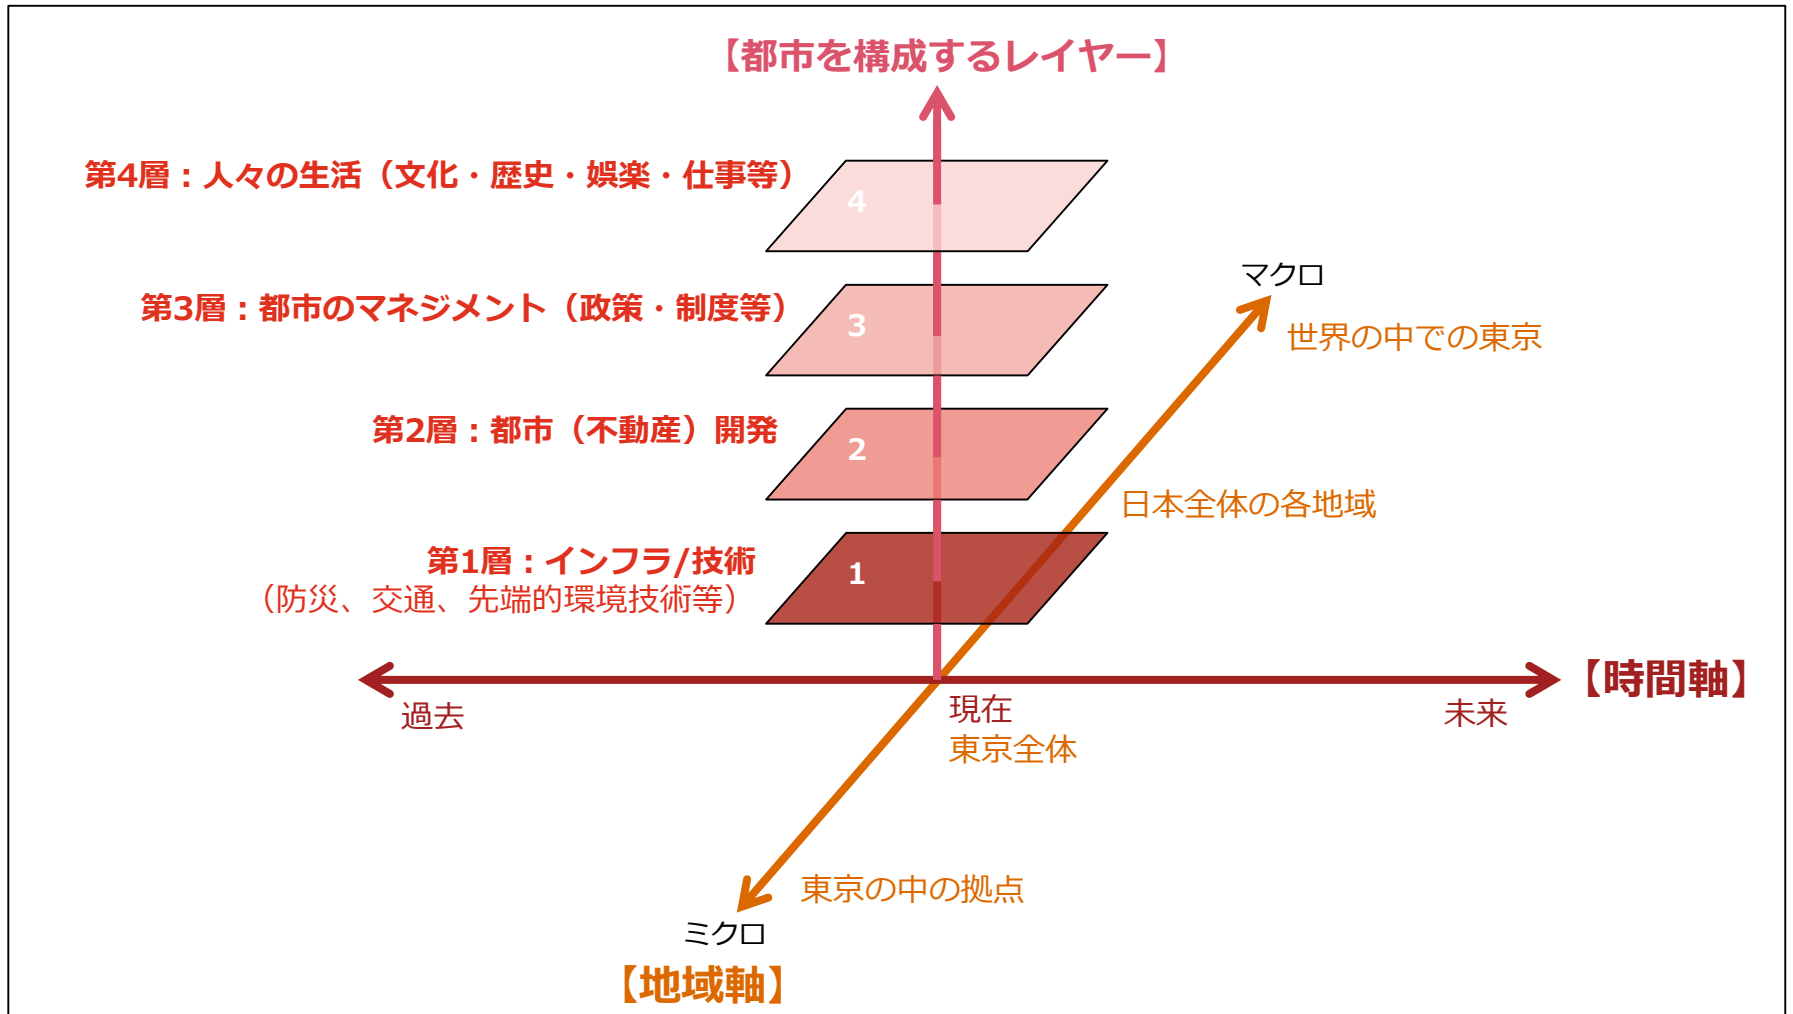 【都市を構成するレイヤー】
第4層：人々の生活（文化・歴史・娯楽・仕事等）
4
マクロ
世界の中での東京
第3層：都市のマネジメント（政策・制度等）
3
第2層：都市（不動産）開発
2
日本全体の各地域
第1層：インフラ/技術
（防災、交通、先端的環境技術等）
1
【時間軸】
過去
現在
未来
東京全体
東京の中の拠点
ミクロ
【地域軸】